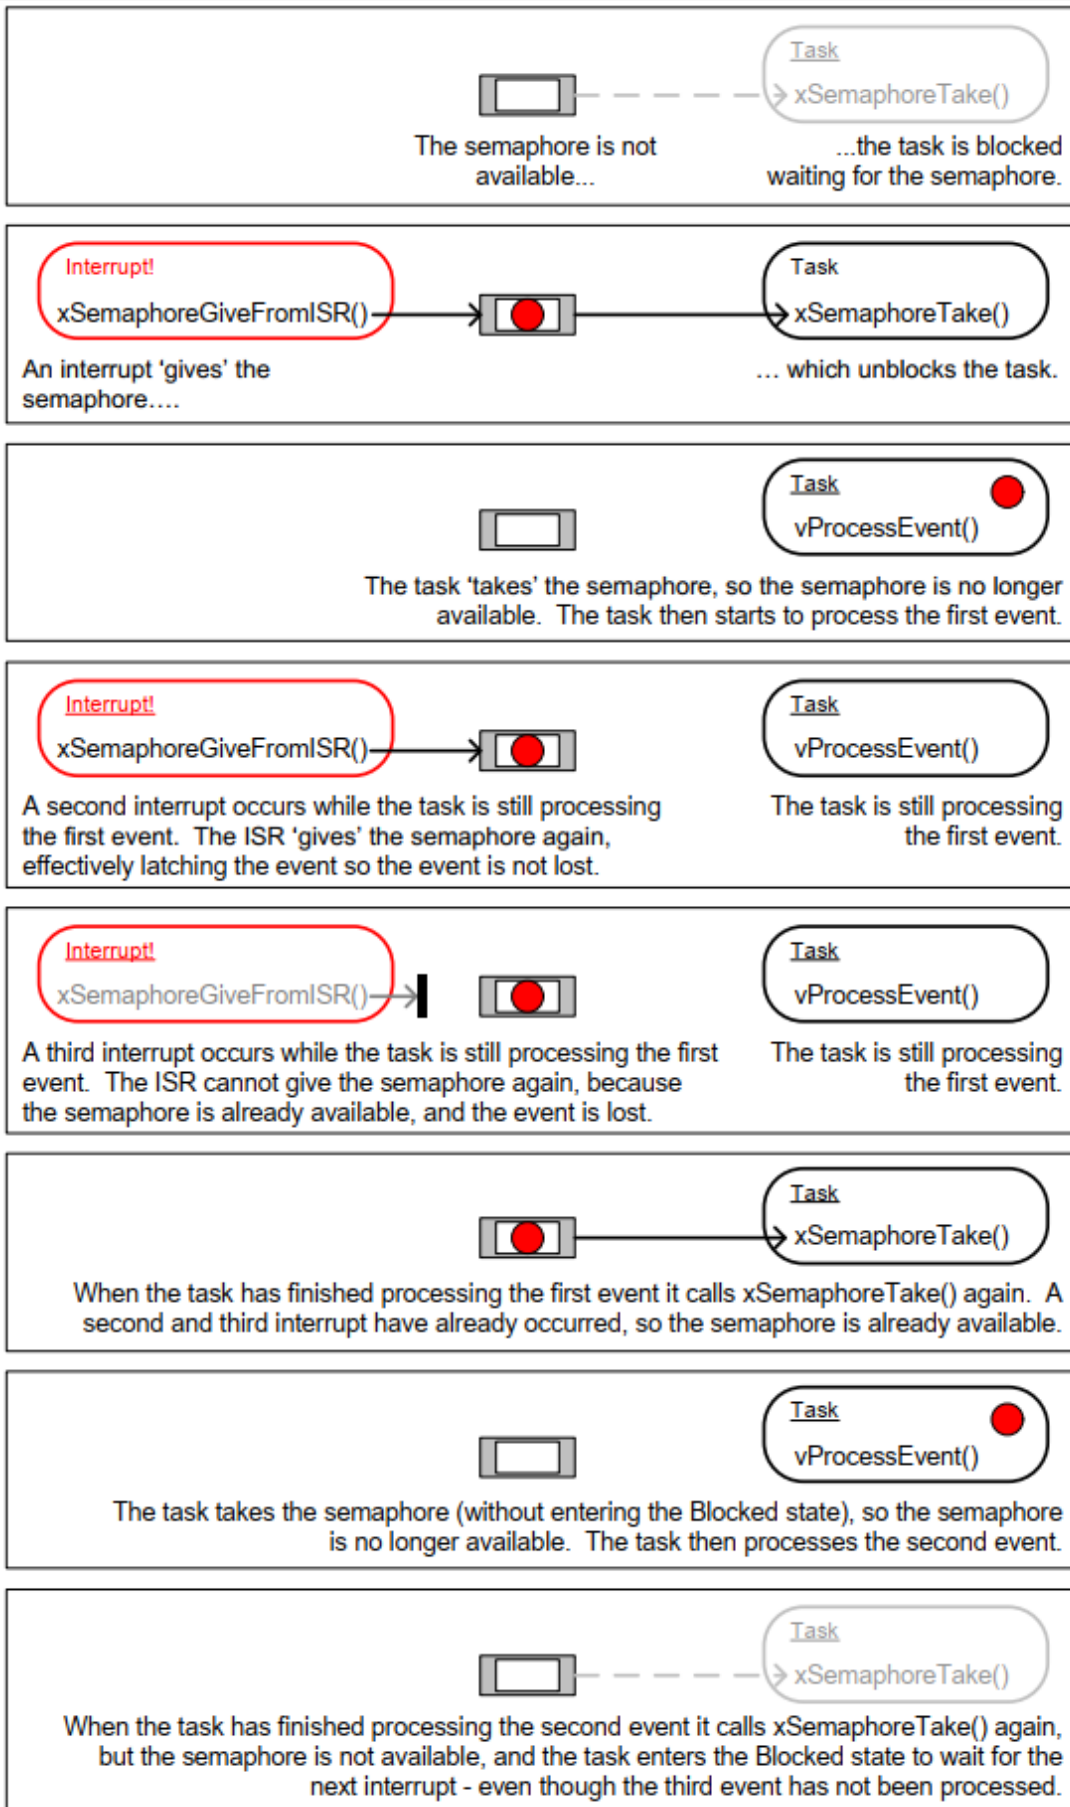 Task
xSemaphoreTake()
The semaphore is not
available...
...the task is blocked
waiting for the semaphore.
Interrupt!
xSemaphoreGiveFromISR()
Task
xSemaphoreTake()
An interrupt ‘gives’ the
semaphore….
… which unblocks the task.
Task
vProcessEvent()
The task ‘takes’ the semaphore, so the semaphore is no longer
available.  The task then starts to process the first event.
Interrupt!
xSemaphoreGiveFromISR()
Task
vProcessEvent()
A second interrupt occurs while the task is still processing
the first event.  The ISR ‘gives’ the semaphore again,
effectively latching the event so the event is not lost.
The task is still processing
the first event.
Interrupt!
xSemaphoreGiveFromISR()
Task
vProcessEvent()
A third interrupt occurs while the task is still processing the first
event.  The ISR cannot give the semaphore again, because
the semaphore is already available, and the event is lost.
The task is still processing
the first event.
Task
xSemaphoreTake()
When the task has finished processing the first event it calls xSemaphoreTake() again.  A
second and third interrupt have already occurred, so the semaphore is already available.
Task
vProcessEvent()
The task takes the semaphore (without entering the Blocked state), so the semaphore
is no longer available.  The task then processes the second event.
Task
xSemaphoreTake()
When the task has finished processing the second event it calls xSemaphoreTake() again,
but the semaphore is not available, and the task enters the Blocked state to wait for the
next interrupt - even though the third event has not been processed.